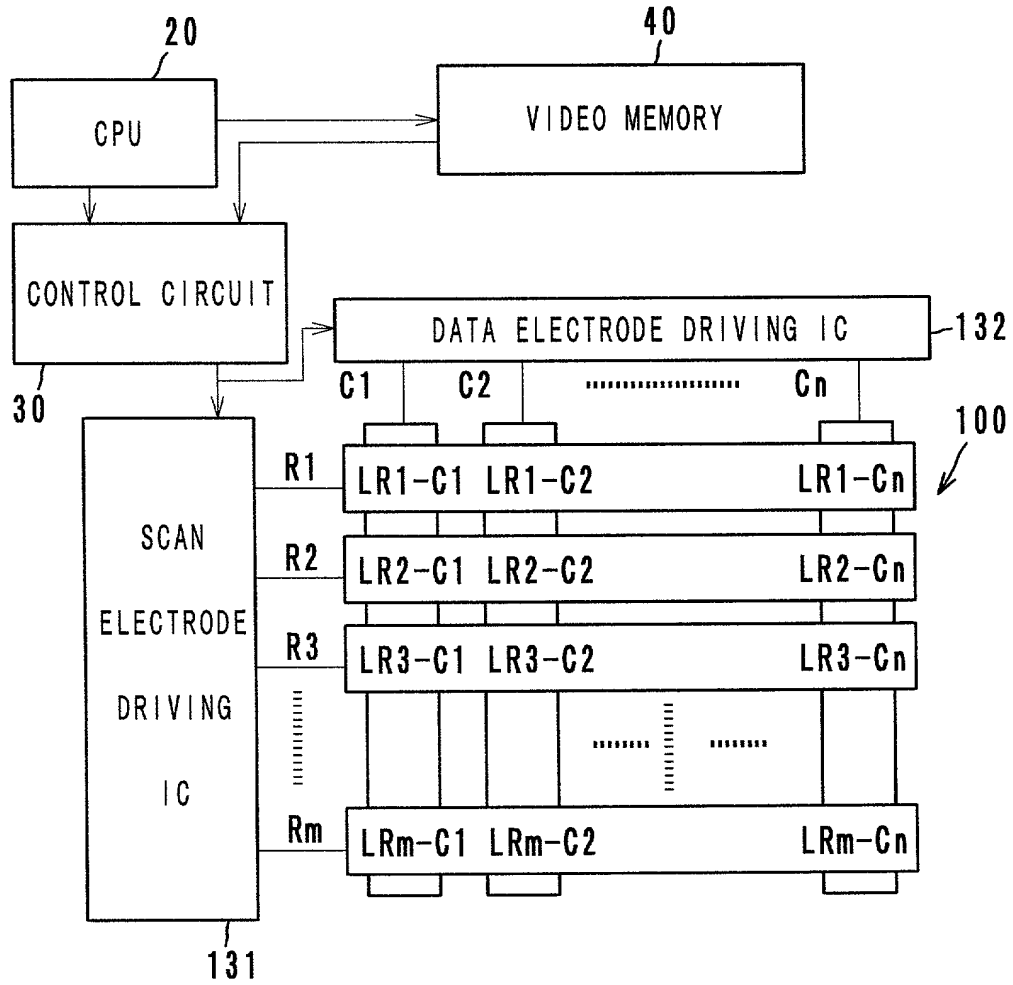 20
40
CPU
VIDEO MEMORY
CONTROL CIRCUIT
30
DATA ELECTRODE DRIVING IC
132
C1 C2 Cn
100
R1 LR1-C1 LR1-C2 LR1-Cn
R2 LR2-C1 LR2-C2 LR2-Cn
R3 LR3-C1 LR3-C2 LR3-Cn
Rm LRm-C1 LRm-C2 LRm-Cn
SCAN
ELECTRODE
DRIVING
IC
131